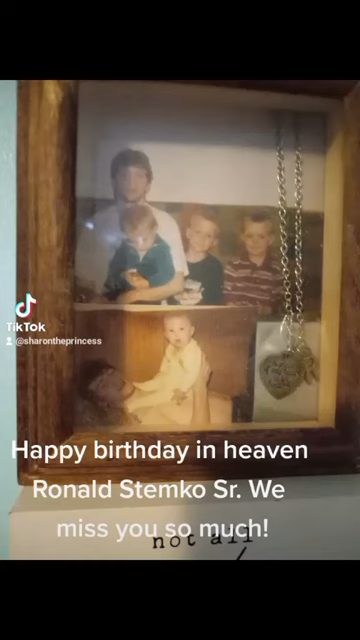 TikTok
@sharontheprincess
Happy birthday in heaven
Ronald Stemko Sr. We
miss you so much!
not all